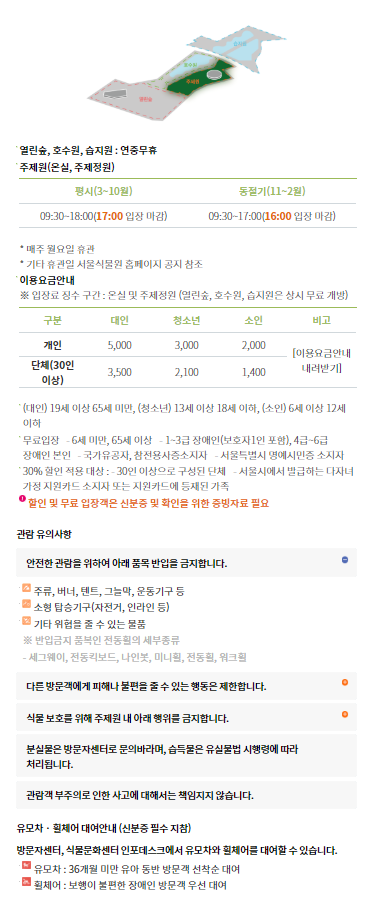 열린숲, 호수원, 습지원 : 연중무휴
주제원(온실, 주제정원)
평시(3~10월) 동절기(11~2월)
09:30~18:00(17:00 입장 마감) 09:30~17:00(16:00 입장 마감)
* 매주 월요일 휴관
* 기타 휴관일 서울식물원 홈페이지 공지 참조
이용요금안내
※ 입장료 징수 구간 : 온실 및 주제정원 (열린숲, 호수원, 습지원은 상시 무료 개방)
구분 대인 청소년 소인 비고
개인 5,000 3,000 2,000
[이용요금안내
내려받기]
단체(30인
이상) 3,500 2,100 1,400
(대인) 19세 이상 65세 미만, (청소년) 13세 이상 18세 이하, (소인) 6세 이상 12세
이하
무료입장 - 6세 미만, 65세 이상 - 1~3급 장애인(보호자1인 포함), 4급~6급
장애인 본인 - 국가유공자, 참전용사증소지자 - 서울특별시 명예시민증 소지자
30% 할인 적용 대상 : - 30인 이상으로 구성된 단체 - 서울시에서 발급하는 다자녀
가정 지원카드 소지자 또는 지원카드에 등재된 가족
할인 및 무료 입장객은 신분증 및 확인을 위한 증빙자료 필요
관람 유의사항
안전한 관람을 위하여 아래 품목 반입을 금지합니다.
주류, 버너, 텐트, 그늘막, 운동기구 등
소형 탑승기구(자전거, 인라인 등)
기타 위협을 줄 수 있는 물품
※ 반입금지 품목인 전동휠의 세부종류
- 세그웨이, 전동킥보드, 나인봇, 미니휠, 전동휠, 워크휠
다른 방문객에게 피해나 불편을 줄 수 있는 행동은 제한합니다.
식물 보호를 위해 주제원 내 아래 행위를 금지합니다.
분실물은 방문자센터로 문의바라며, 습득물은 유실물법 시행령에 따라
처리됩니다.
관람객 부주의로 인한 사고에 대해서는 책임지지 않습니다.
유모차 · 휠체어 대여안내 (신분증 필수 지참)
방문자센터, 식물문화센터 인포데스크에서 유모차와 휠체어를 대여할 수 있습니다.
유모차 : 36개월 미만 유아 동반 방문객 선착순 대여
휠체어 : 보행이 불편한 장애인 방문객 우선 대여